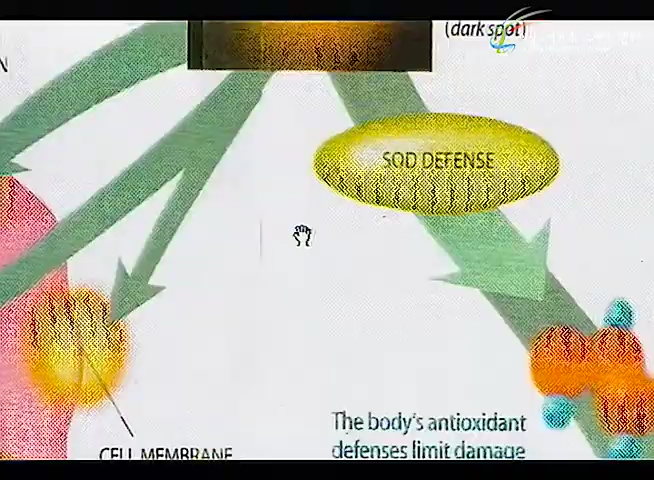 (dark spot)
N
SOD DEFENSE
The body's antioxidant
defenses limit damage
CELL MEMBRANE